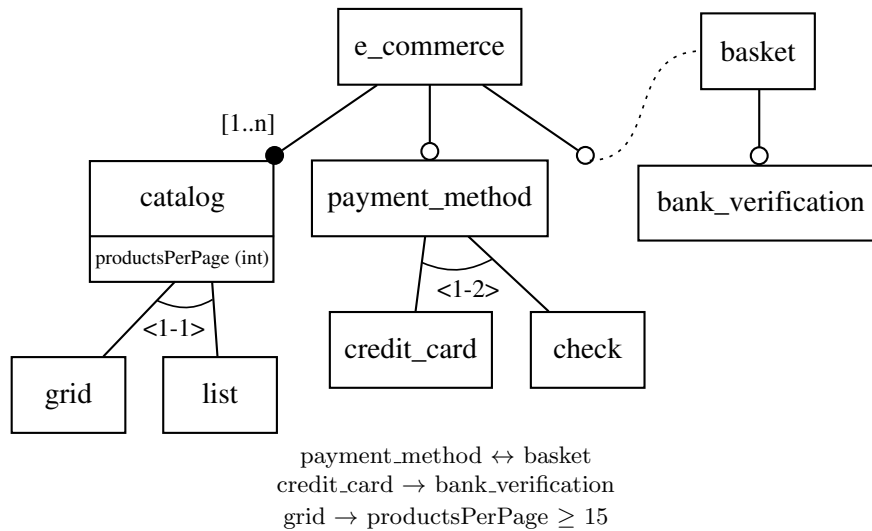 e_commerce
basket
[1..n]
catalog
payment_method
bank_verification
productsPerPage (int)
<1-1>
<1-2>
credit_card
check
grid
list
payment_method ↔ basket
credit_card → bank_verification
grid → productsPerPage ≥ 15